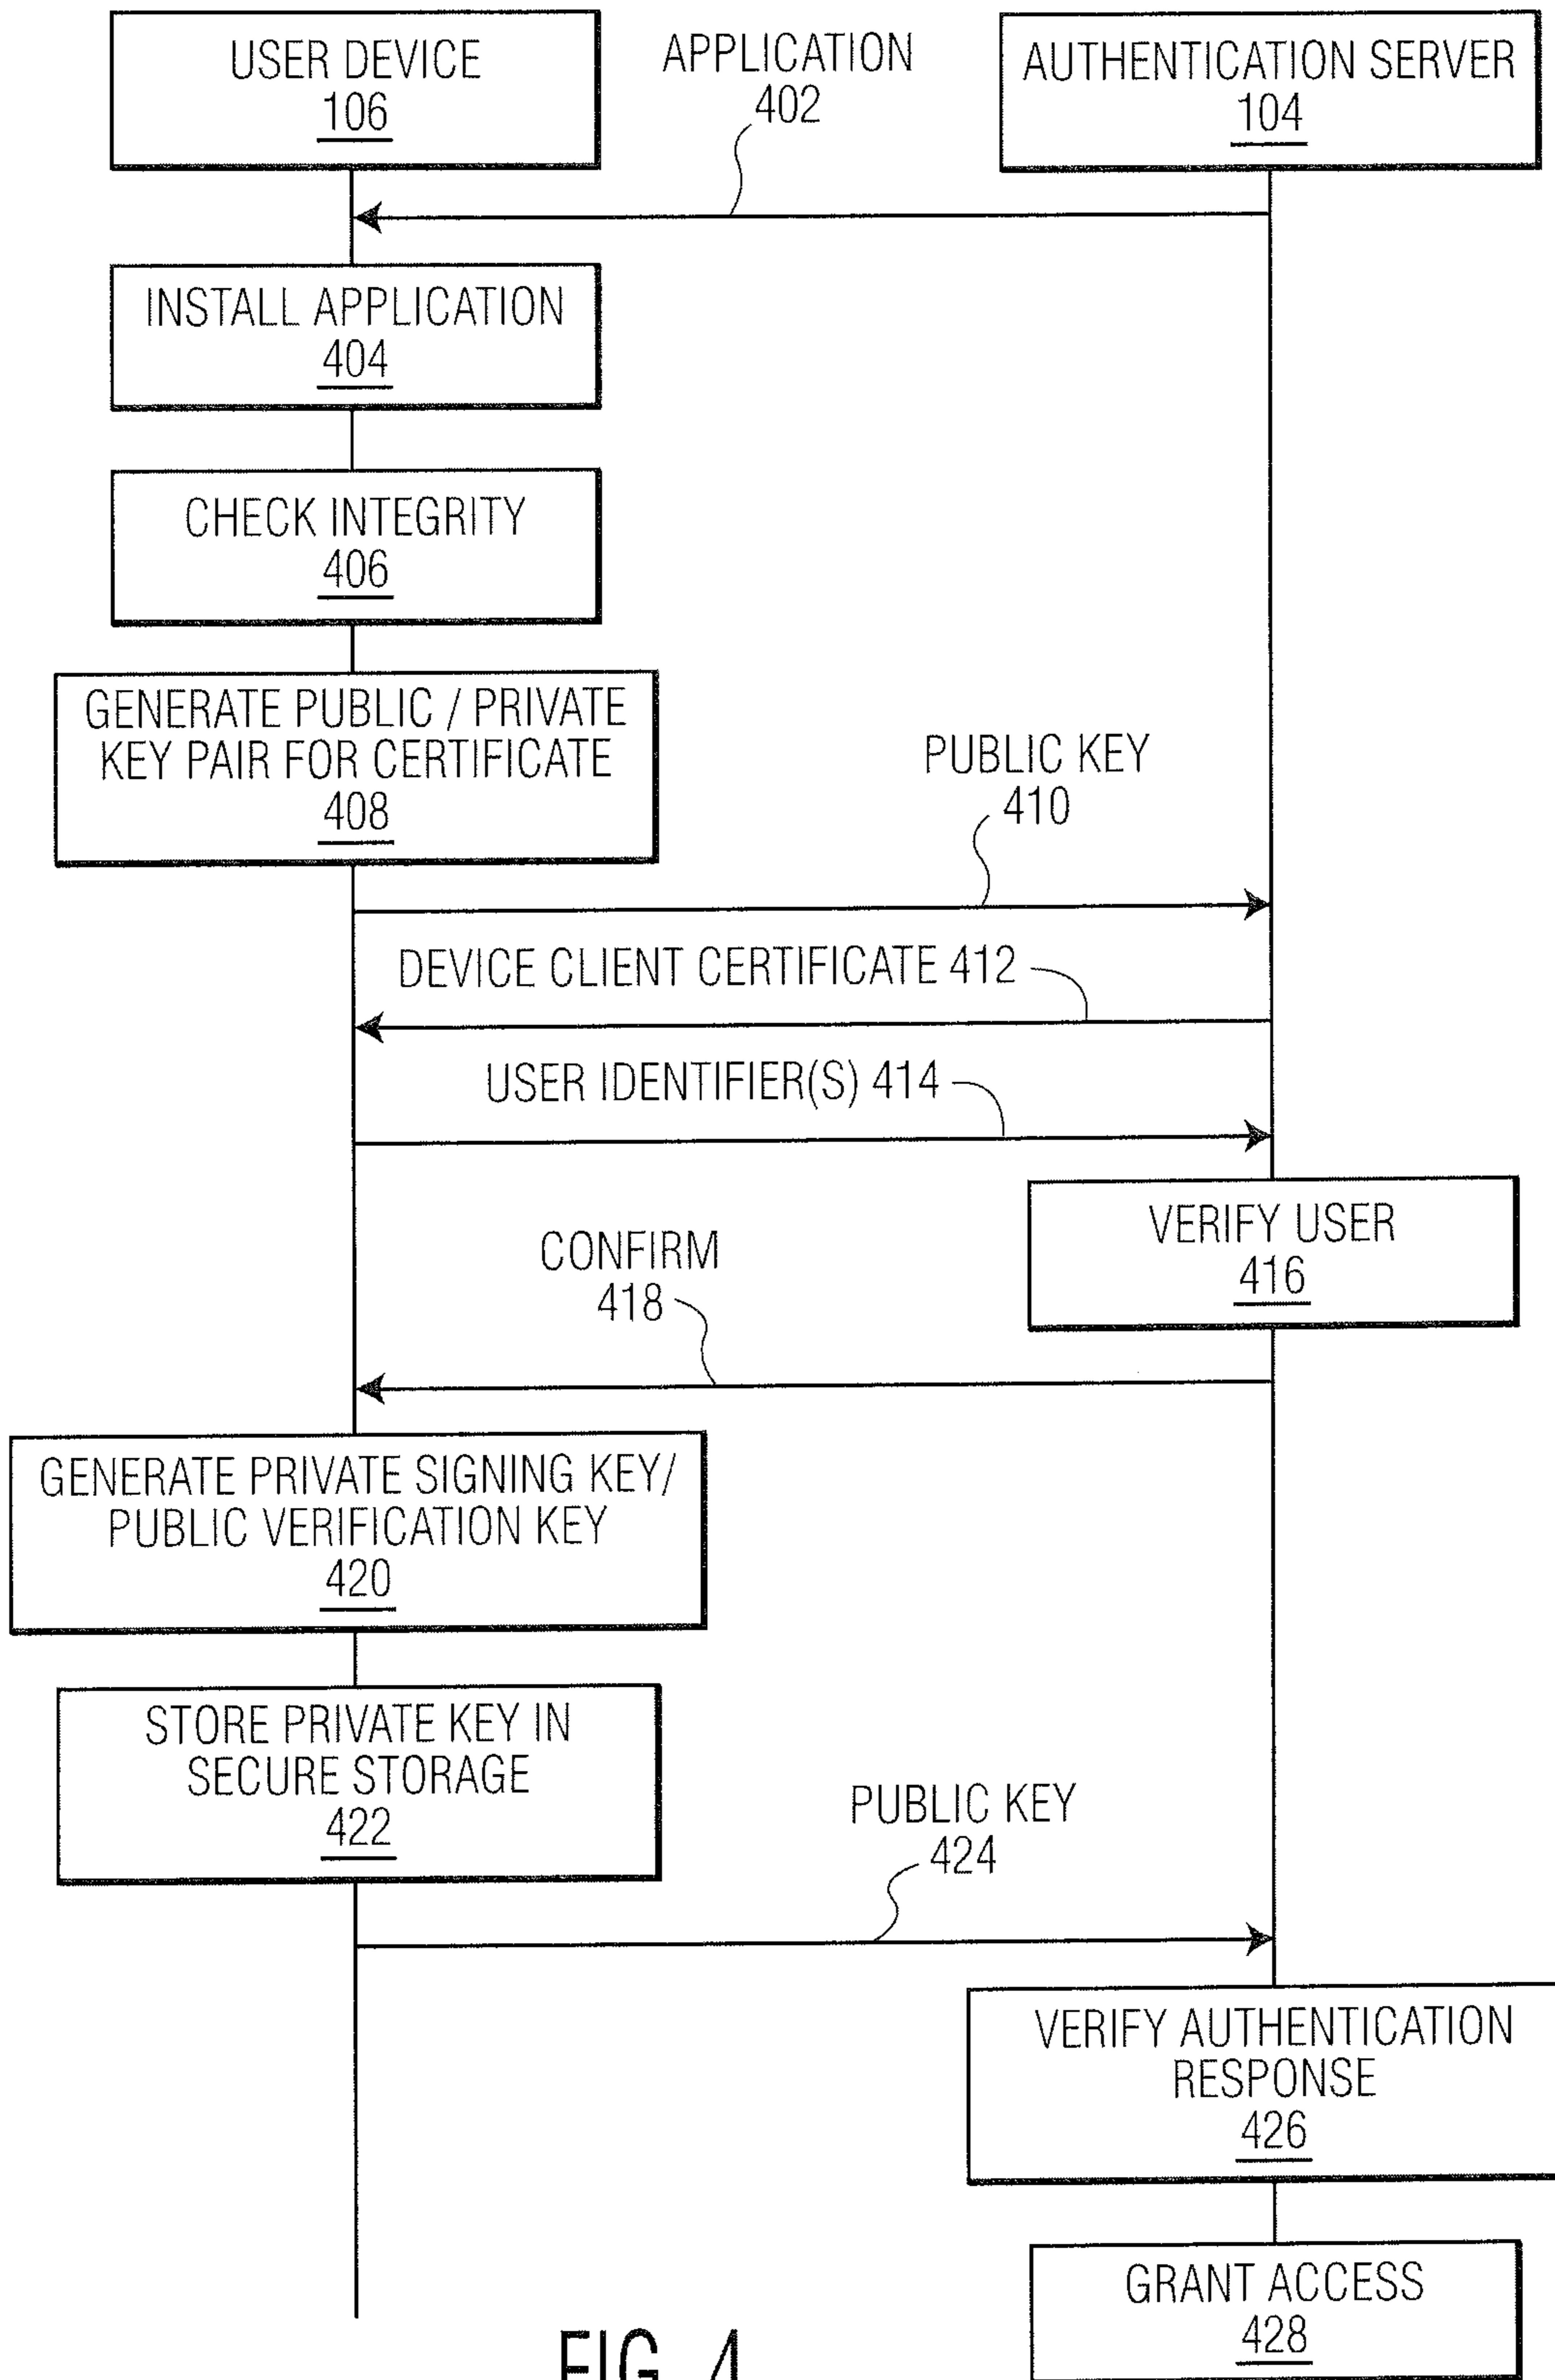 USER DEVICE
106
APPLICATION
402
AUTHENTICATION SERVER
104
INSTALL APPLICATION
404
CHECK INTEGRITY
406
GENERATE PUBLIC / PRIVATE
KEY PAIR FOR CERTIFICATE
408
PUBLIC KEY
410
DEVICE CLIENT CERTIFICATE 412
USER IDENTIFIER(S) 414
VERIFY USER
416
CONFIRM
418
GENERATE PRIVATE SIGNING KEY/
PUBLIC VERIFICATION KEY
420
STORE PRIVATE KEY IN
SECURE STORAGE
422
PUBLIC KEY
424
VERIFY AUTHENTICATION
RESPONSE
426
GRANT ACCESS
428
FIG. 4